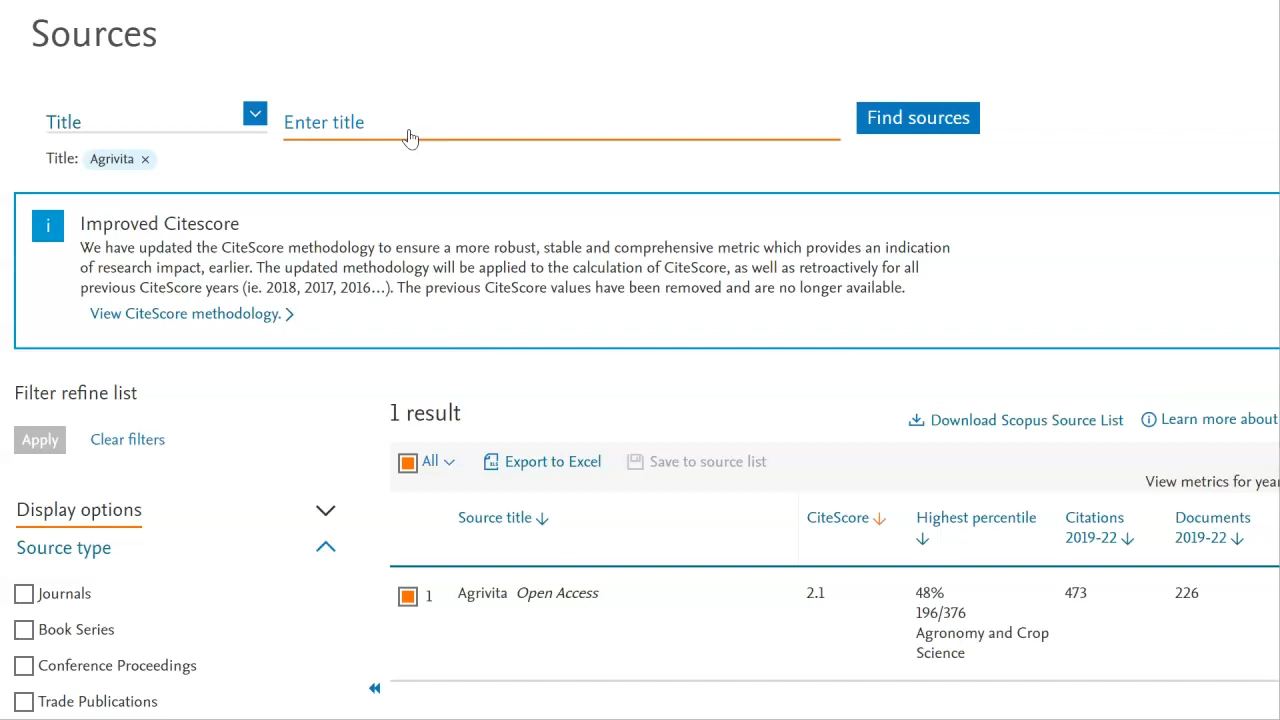 Sources
Title
Enter title
Find sources
Title: Agrivita ×
i
Improved Citescore
We have updated the CiteScore methodology to ensure a more robust, stable and comprehensive metric which provides an indication
of research impact, earlier. The updated methodology will be applied to the calculation of CiteScore, as well as retroactively for all
previous CiteScore years (ie. 2018, 2017, 2016...). The previous CiteScore values have been removed and are no longer available.
View CiteScore methodology.
Filter refine list
Apply
Clear filters
Display options
Source type
Journals
Book Series
Conference Proceedings
Trade Publications
1 result
Download Scopus Source List
Learn more about
All
Export to Excel
Save to source list
View metrics for year
Source title
CiteScore
Highest percentile
Citations
2019-22
Documents
2019-22
1
Agrivita Open Access
2.1
48%
196/376
Agronomy and Crop
Science
473
226